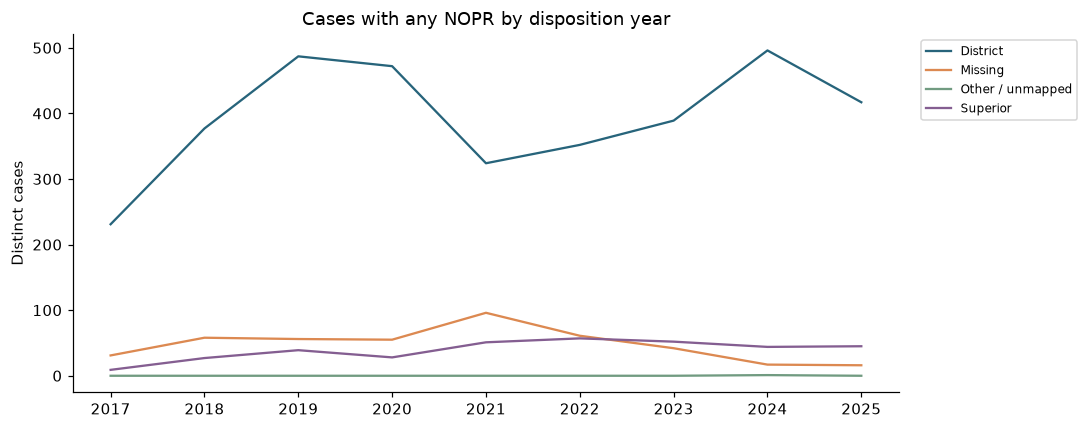 Cases with any NOPR by disposition year
Distinct cases
500
400
300
200
100
0
2017 2018 2019 2020 2021 2022 2023 2024 2025
District
Missing
Other / unmapped
Superior